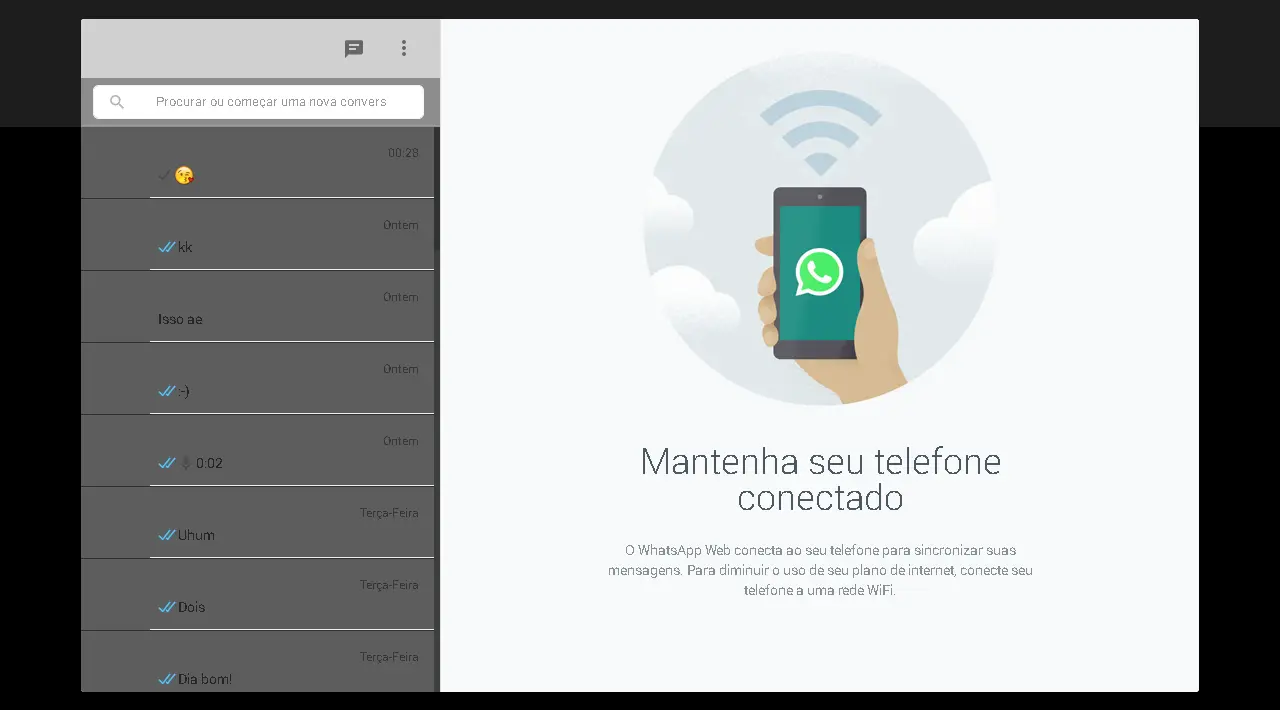 Procurar ou começar uma nova convers
00:28
Ontem
kk
Ontem
Isso ae
Ontem
:-)
Ontem
0:02
Terça-Feira
Uhum
Terça-Feira
Dois
Terça-Feira
Dia bom!
Mantenha seu telefone
conectado
O WhatsApp Web conecta ao seu telefone para sincronizar suas
mensagens. Para diminuir o uso de seu plano de internet, conecte seu
telefone a uma rede WiFi.